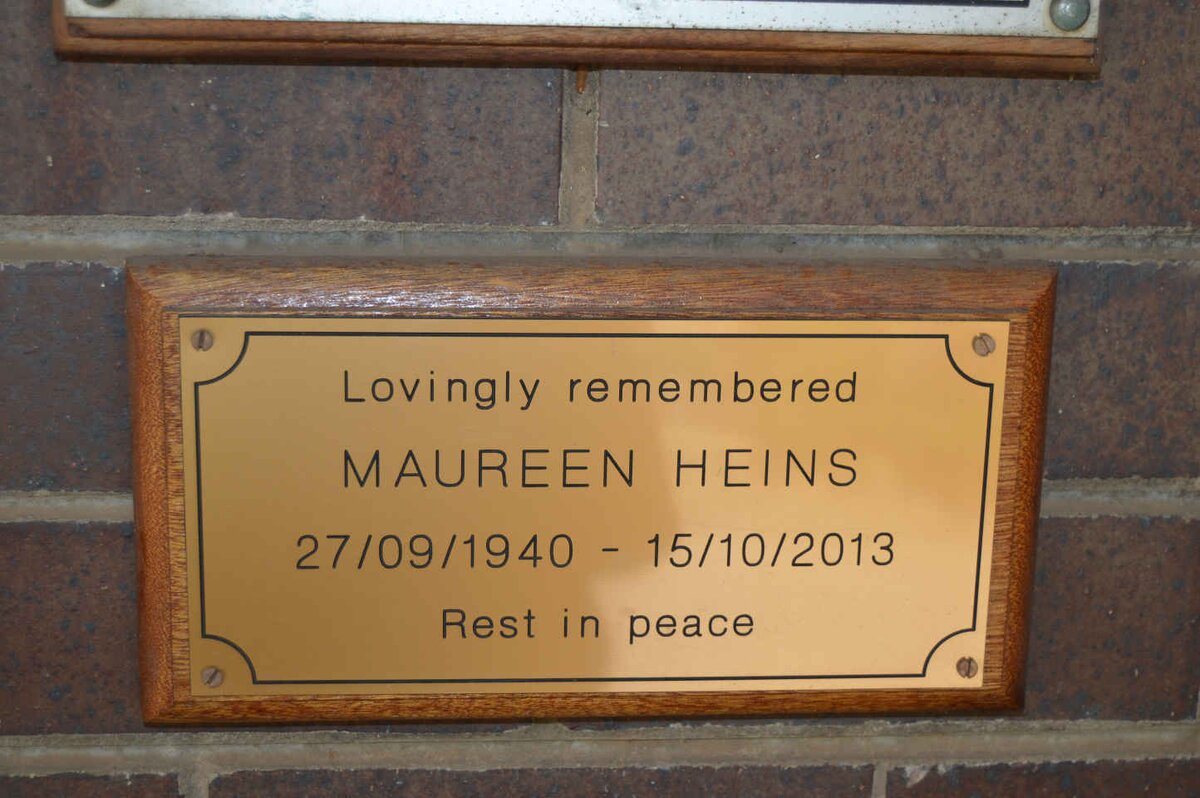 Lovingly remembered
MAUREEN HEINS
27/09/1940 - 15/10/2013
Rest in peace